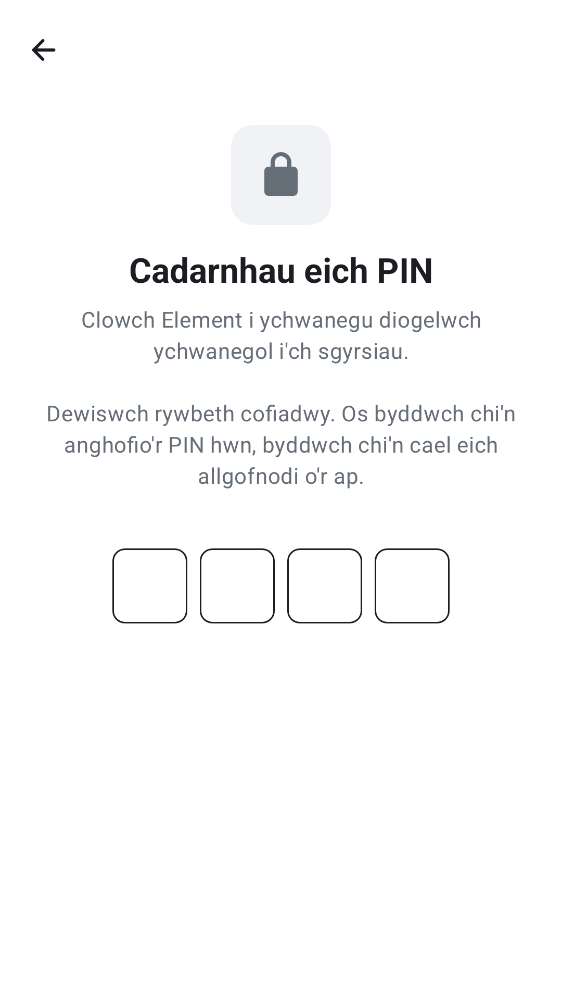 Cadarnhau eich PIN
Clowch Element i ychwanegu diogelwch
ychwanegol i'ch sgyrsiau.
Dewiswch rywbeth cofiadwy. Os byddwch chi'n
anghofio'r PIN hwn, byddwch chi'n cael eich
allgofnodi o'r ap.